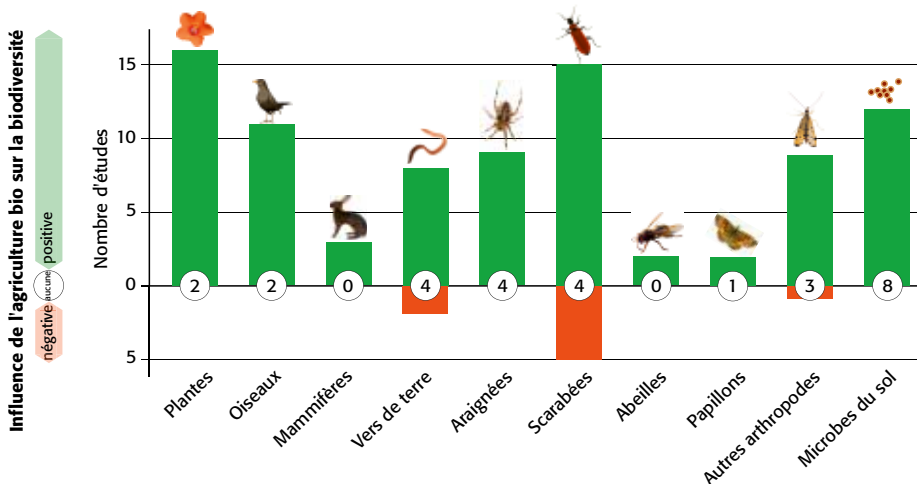 Influence de l'agriculture bio sur la biodiversité
négative
aucune
positive
Nombre d'études
15
10
5
0
5
2
2
0
4
4
4
0
1
3
8
Plantes
Oiseaux
Mammifères
Vers de terre
Araignées
Scarabées
Abeilles
Papillons
Autres arthropodes
Microbes du sol